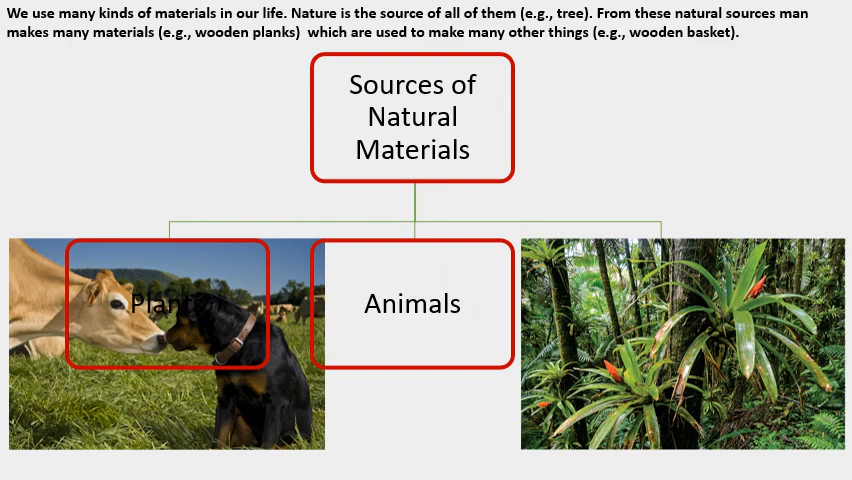 We use many kinds of materials in our life. Nature is the source of all of them (e.g., tree). From these natural sources man
makes many materials (e.g., wooden planks)  which are used to make many other things (e.g., wooden basket).
Sources of
Natural
Materials
Plants
Animals